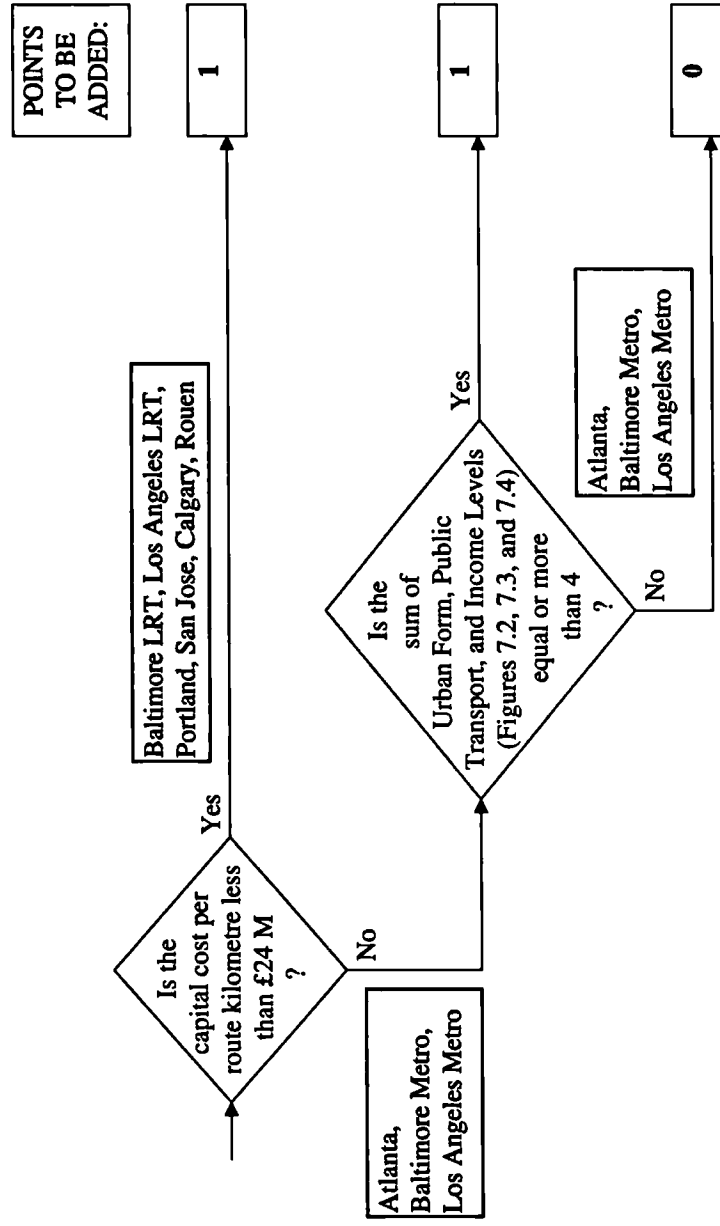 POINTS
TO BE
ADDED:
Is the
capital cost per
route kilometre less
than £24 M
?
Yes
Baltimore LRT, Los Angeles LRT,
Portland, San Jose, Calgary, Rouen
1
No
Atlanta,
Baltimore Metro,
Los Angeles Metro
Is the
sum of
Urban Form, Public
Transport, and Income Levels
(Figures 7.2, 7.3, and 7.4)
equal or more
than 4
?
Yes
1
No
Atlanta,
Baltimore Metro,
Los Angeles Metro
0